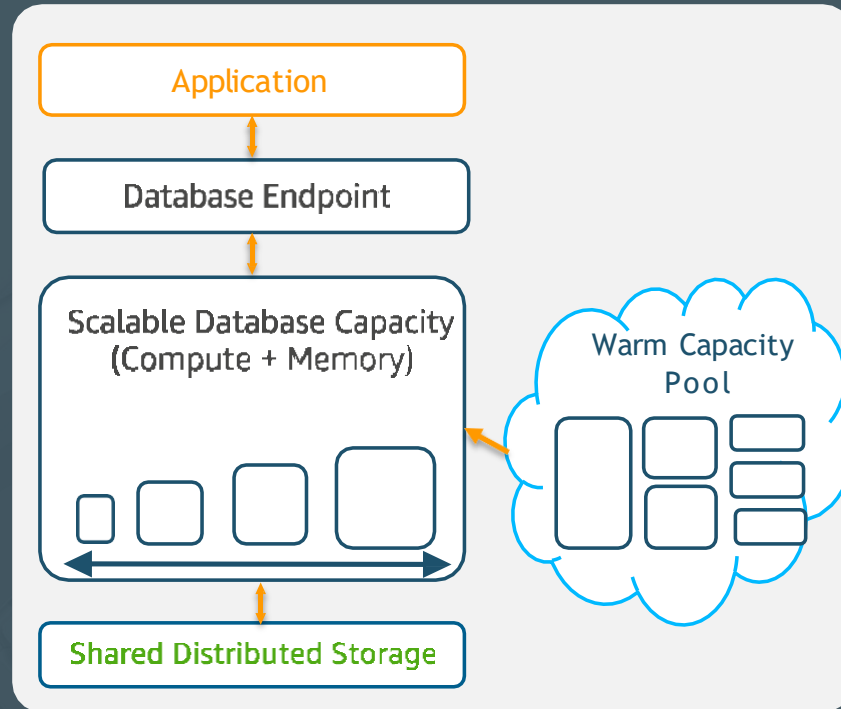 Application
Database Endpoint
Scalable Database Capacity
(Compute + Memory)
Warm Capacity
Pool
Shared Distributed Storage